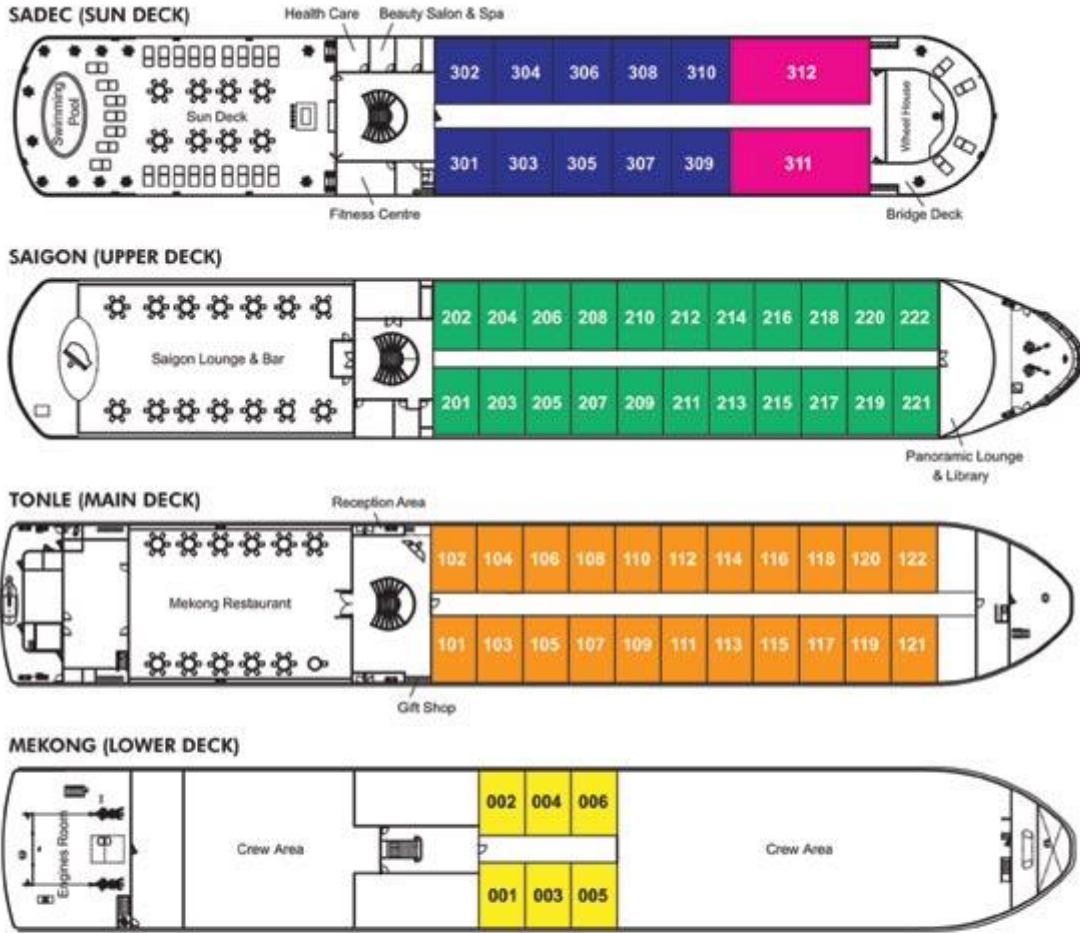 SADEC (SUN DECK)
Health Care
Beauty Salon & Spa
302 304 306 308 310 312
Swimming
Pool
Sun Deck
Wheel House
301 303 305 307 309 311
Fitness Centre
Bridge Deck
SAIGON (UPPER DECK)
202 204 206 208 210 212 214 216 218 220 222
Saigon Lounge & Bar
201 203 205 207 209 211 213 215 217 219 221
Panoramic Lounge
& Library
TONLE (MAIN DECK)
Reception Area
102 104 106 108 110 112 114 116 118 120 122
Mekong Restaurant
101 103 105 107 109 111 113 115 117 119 121
Gift Shop
MEKONG (LOWER DECK)
002 004 006
Engines Room
Crew Area
Crew Area
001 003 005